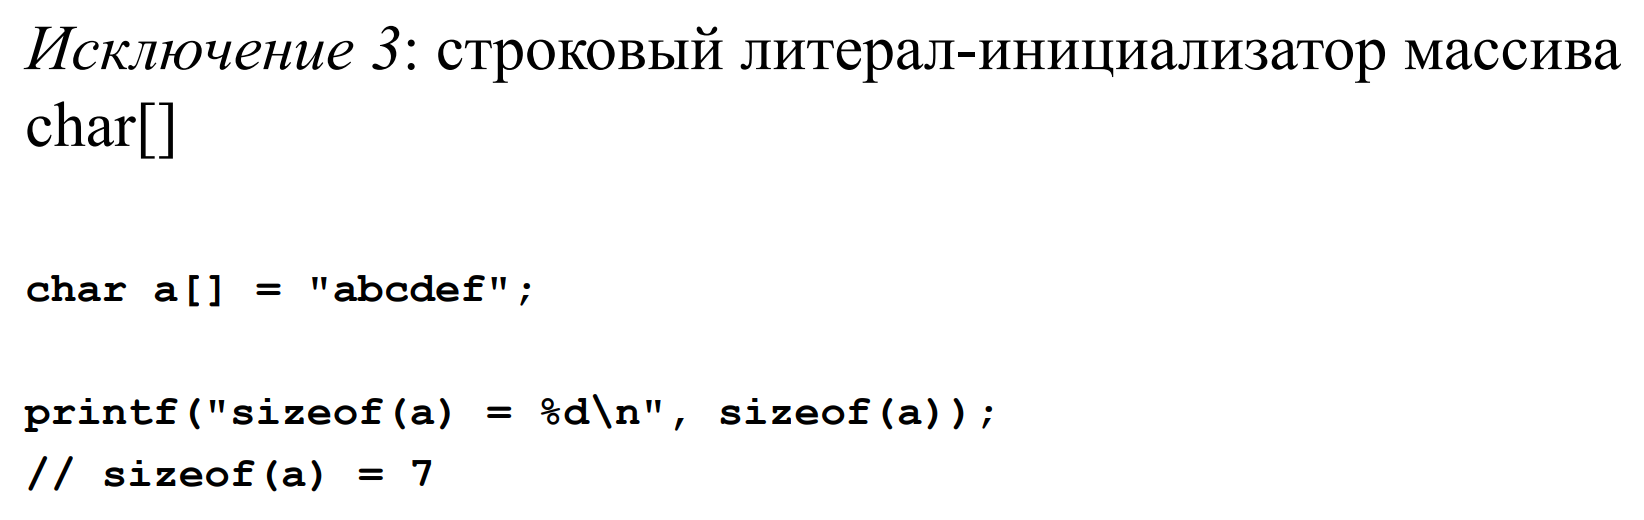 Исключение 3: строковый литерал-инициализатор массива
char[]
char a[] = "abcdef";
printf("sizeof(a) = %d\n", sizeof(a));
// sizeof(a) = 7